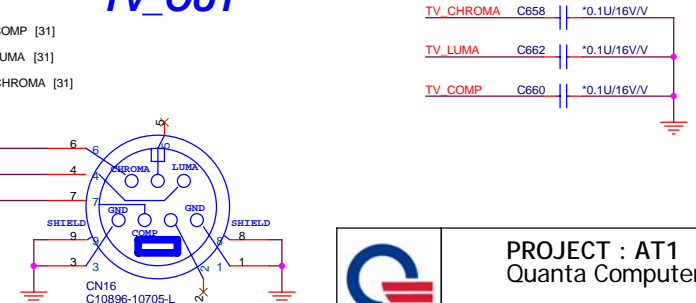 TV_OUT
COMP [31]
LUMA [31]
CHROMA [31]
TV_CHROMA C658 *0.1U/16V/V
TV_LUMA C662 *0.1U/16V/V
TV_COMP C660 *0.1U/16V/V
5
5
6 6
4 4
7 7
CHROMA LUMA
GND GND
COMP
SHIELD SHIELD
9 9 8 8
3 3 2 1 1
2
CN16
C10896-10705-L
PROJECT : AT1
Quanta Computer